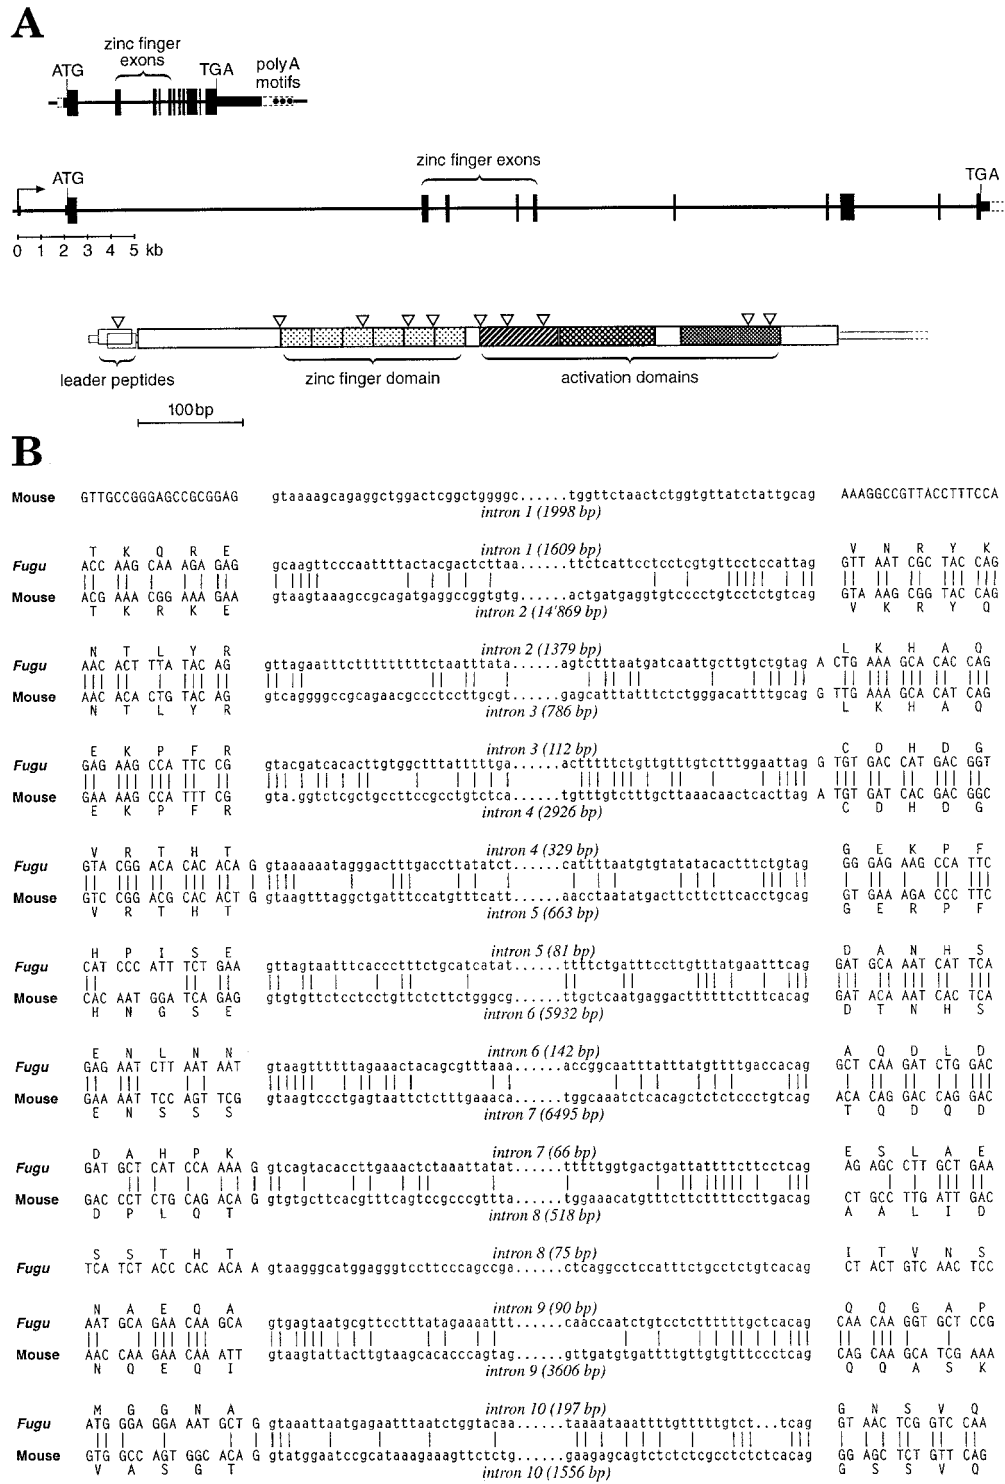 A
zinc finger
exons
ATG
TGA
polyA
motifs
zinc finger exons
ATG
TGA
0 1 2 3 4 5 kb
leader peptides
zinc finger domain
activation domains
100bp
B
Mouse GTTGCCGGGAGCCGCGGAG gtaaaaagcagaggctggactcggctggggc......tggttctaactctggtgttatctattgcag AAAGGCCGTTACCTTTCCA
intron 1 (1998 bp)
T K Q R E intron 1 (1609 bp) V N R Y K
Fugu ACC AAG CAA AGA GAG gcaagttcccaattttactacgactcttaa......ttctcattcctcctcgtgttcctccattag GTT AAT CGC TAC CAG
Mouse ACG AAA CGG AAA GAA gtaagtaaagccgcagatgaggccggtgtg......actgatgaggtgtcccctgtcctctgtcag GTA AAG CGG TAC CAG
T K R K E intron 2 (14'869 bp) V K R Y Q
N T L Y R intron 2 (1379 bp) L K H A Q
Fugu AAC ACT TTA TAC AG gttagaatttcttttttttttctaatttata......agtctttaatgatcaattgcttgtctgtag A CTG AAA GCA CAC CAG
Mouse AAC ACA CTG TAC AG gtcaggggccgcagaacgccctccttgcgt......gagcatttatttctctgggacattttgcag G TTG AAA GCA CAT CAG
N T L Y R intron 3 (786 bp) L K H A Q
E K P F R intron 3 (112 bp) C D H D G
Fugu GAG AAG CCA TTC CG gtacgatcacacttgtggctttatttttga......actttttctgttgtttgtctttggaattag G TGT GAC CAT GAC GGT
Mouse GAA AAG CCA TTT CG gta.ggtctcgctgccttccgcctgtctca......tgtttgtctttgcttaaacaactcacttag A TGT GAT CAC GAC GGC
E K P F R intron 4 (2926 bp) C D H D G
V R T H T intron 4 (329 bp) G E K P F
Fugu GTA CGG ACA CAC ACA G gtaaaaaatagggactttgaccttatatct......cattttaatgtgtatatacactttctgtag GG GAG AAG CCA TTC
Mouse GTC CGG ACG CAC ACT G gtaagtttaggctgatttccatgtttcatt......aacctaatatgacttcttcttcacctgcag GT GAA AGA CCC TTC
V R T H T intron 5 (663 bp) G E R P F
H P I S E intron 5 (81 bp) D A N H S
Fugu CAT CCC ATT TCT GAA gttagtaatttcaccctttctgcatcatat......ttttctgatttccttgtttatgaatttcag GAT GCA AAT CAT TCA
Mouse CAC AAT GGA TCA GAG gtgtgttctcctcctgttctcttctgggcg......ttgctcaatgaggacttttttctttcacag GAT ACA AAT CAC TCA
H N G S E intron 6 (5932 bp) D T N H S
E N L N N intron 6 (142 bp) A Q D L D
Fugu GAG AAT CTT AAT AAT gtaagttttttagaaactacagcgtttaaa......accggcaatttatttatgttttgaccacag GCT CAA GAT CTG GAC
Mouse GAA AAT TCC AGT TCG gtaagtccctgagtaattctctttgaaaca......tggcaaatctcacagctctctccctgtcag ACA CAG GAC CAG GAC
E N S S S intron 7 (6495 bp) T Q D Q D
D A H P K intron 7 (66 bp) E S L A E
Fugu GAT GCT CAT CCA AAA G gtcagtacaccttgaaactctaaattatat......tttttggtgactgattattttcttcctcag AG AGC CTT GCT GAA
Mouse GAC CCT CTG CAG ACA G gtgtgcttcacgtttcagtccgcccgttta......tggaaacatgtttcttcttttccttgacag CT GCC TTG ATT GAC
D P L Q T intron 8 (518 bp) A A L I D
S S T H T intron 8 (75 bp) I T V N S
Fugu TCA TCT ACC CAC ACA A gtaagggcatggagggtccttcccagccga......ctcaggcctccatttctgcctctgtcacag CT ACT GTC AAC TCC
N A E Q A intron 9 (90 bp) Q Q G A P
Fugu AAT GCA GAA CAA GCA gtgagtaatgcgttcctttatagaaaattt......caaccaatctgtcctcttttttgctcacag CAA CAA GGT GCT CCG
Mouse AAC CAA GAA CAA ATT gtaagtattacttgtaagcacacccagtag......gttgatgtgattttgttgtgtttccctcag CAG CAA GCA TCG AAA
N Q E Q I intron 9 (3606 bp) Q Q A S K
M G G N A intron 10 (197 bp) G N S V Q
Fugu ATG GGA GGA AAT GCT G gtaaattaatgagaatttaatctggtacaa......taaaataaattttgtttttgtct...tcag GT AAC TCG GTC CAA
Mouse GTG GCC AGT GGC ACA G gtatggaatccgcataaagaaagttctctg......gaagagcagtctctctcgcctctctcacag GG AGC TCT GTT CAG
V A S G T intron 10 (1556 bp) G S S V Q